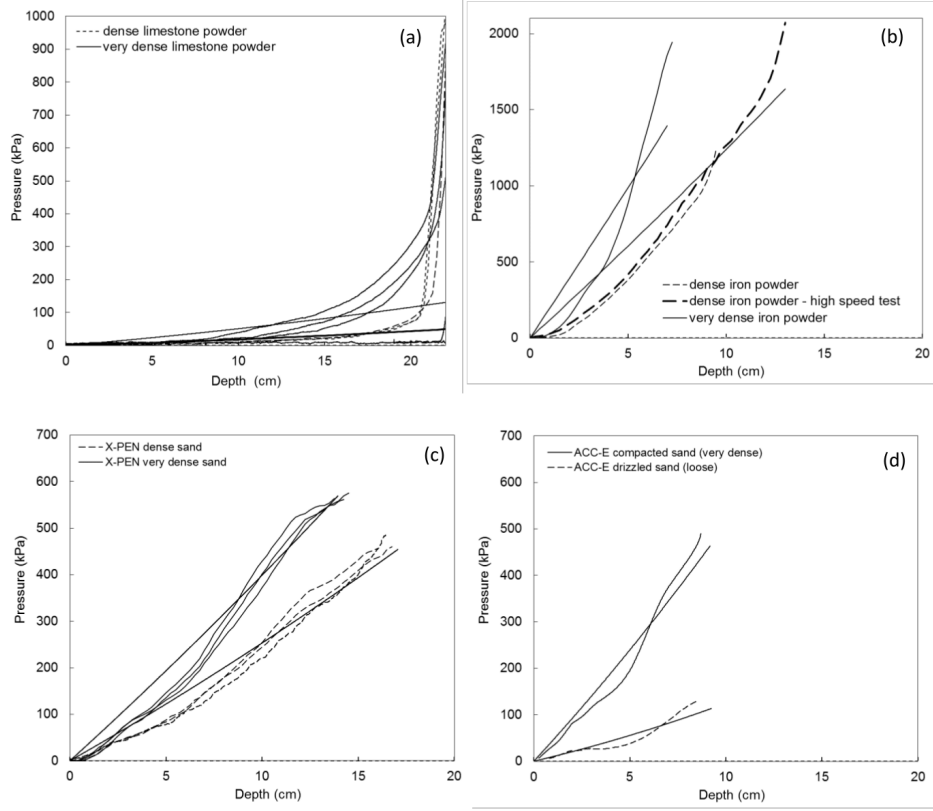 (a)
dense limestone powder
very dense limestone powder
1000
900
800
700
600
500
400
300
200
100
0
Pressure (kPa)
0
5
10
15
20
Depth (cm)
(b)
2000
1500
1000
500
0
Pressure (kPa)
dense iron powder
dense iron powder - high speed test
very dense iron powder
0
5
10
15
20
Depth (cm)
(c)
X-PEN dense sand
X-PEN very dense sand
700
600
500
400
300
200
100
0
Pressure (kPa)
0
5
10
15
20
Depth (cm)
(d)
ACC-E compacted sand (very dense)
ACC-E drizzled sand (loose)
700
600
500
400
300
200
100
0
Pressure (kPa)
0
5
10
15
20
Depth (cm)